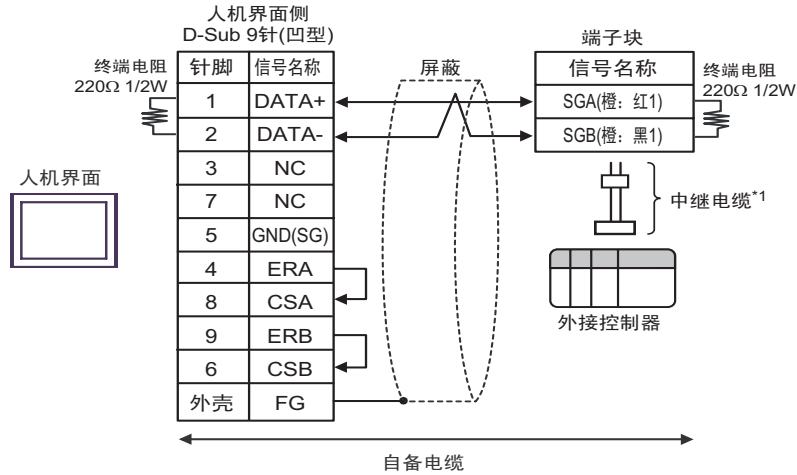 人机界面侧
D-Sub 9针(凹型)
端子块
终端电阻
220Ω 1/2W
针脚 信号名称
屏蔽
信号名称
终端电阻
220Ω 1/2W
1 DATA+
SGA(橙：红1)
2 DATA-
SGB(橙：黑1)
3 NC
人机界面
7 NC
中继电缆*1
5 GND(SG)
4 ERA
8 CSA
外接控制器
9 ERB
6 CSB
外壳 FG
自备电缆